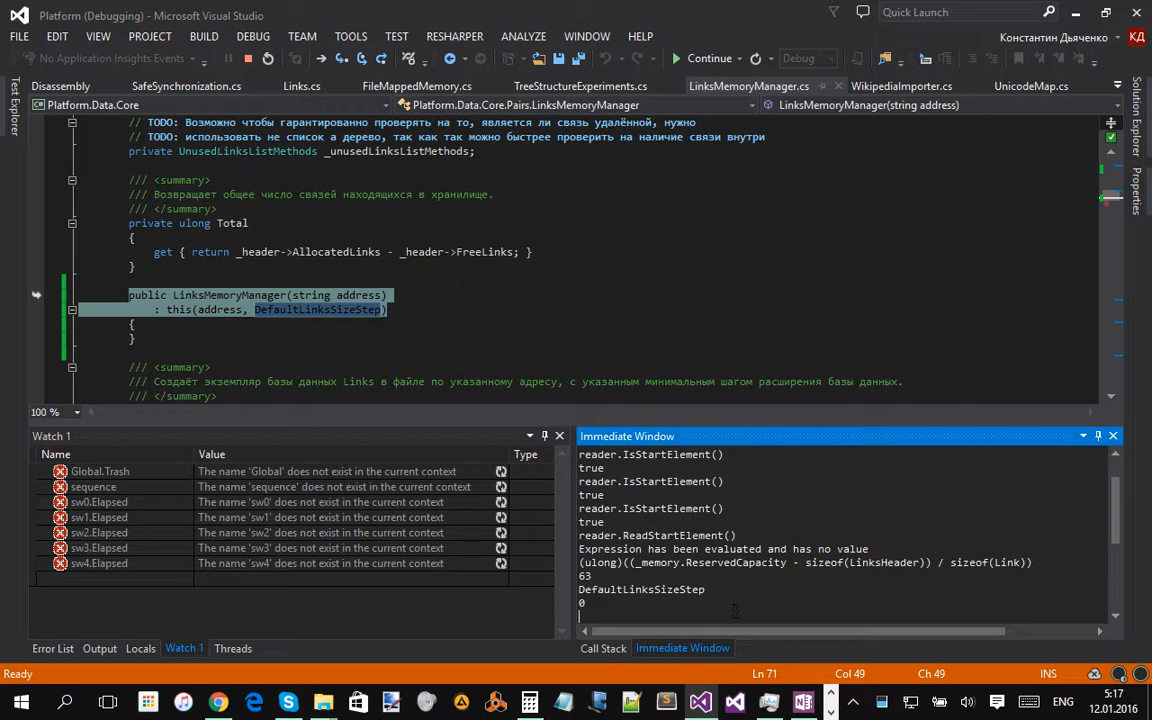 Platform (Debugging) - Microsoft Visual Studio
Quick Launch
FILE EDIT VIEW PROJECT BUILD DEBUG TEAM TOOLS TEST RESHARPER ANALYZE WINDOW HELP
Константин Дьяченко КД
No Application Insights Events
Continue
Debug
Disassembly SafeSynchronization.cs Links.cs FileMappedMemory.cs TreeStructureExperiments.cs LinksMemoryManager.cs WikipediaImporter.cs UnicodeMap.cs
Test Explorer
Solution Explorer
Properties
Platform.Data.Core Platform.Data.Core.Pairs.LinksMemoryManager LinksMemoryManager(string address)
// TODO: Возможно чтобы гарантированно проверять на то, является ли связь удалённой, нужно
// TODO: использовать не список а дерево, так как так можно быстрее проверить на наличие связи внутри
private UnusedLinksListMethods _unusedLinksListMethods;
/// <summary>
/// Возвращает общее число связей находящихся в хранилище.
/// </summary>
private ulong Total
{
get { return _header->AllocatedLinks - _header->FreeLinks; }
}
public LinksMemoryManager(string address)
: this(address, DefaultLinksSizeStep)
{
}
/// <summary>
/// Создаёт экземпляр базы данных Links в файле по указанному адресу, с указанным минимальным шагом расширения базы данных.
/// </summary>
100 %
Watch 1
Name Value Type
Global.Trash The name 'Global' does not exist in the current context
sequence The name 'sequence' does not exist in the current context
sw0.Elapsed The name 'sw0' does not exist in the current context
sw1.Elapsed The name 'sw1' does not exist in the current context
sw2.Elapsed The name 'sw2' does not exist in the current context
sw3.Elapsed The name 'sw3' does not exist in the current context
sw4.Elapsed The name 'sw4' does not exist in the current context
Immediate Window
reader.IsStartElement()
true
reader.IsStartElement()
true
reader.IsStartElement()
true
reader.ReadStartElement()
Expression has been evaluated and has no value
(ulong)((_memory.ReservedCapacity - sizeof(LinksHeader)) / sizeof(Link))
63
DefaultLinksSizeStep
0
Error List Output Locals Watch 1 Threads
Call Stack Immediate Window
Ready Ln 71 Col 49 Ch 49 INS
ENG
5:17
12.01.2016